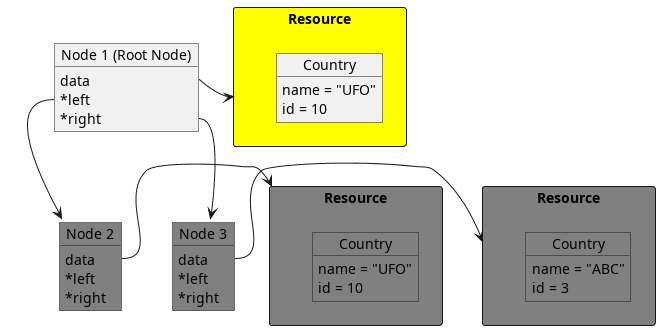 Resource
Node 1 (Root Node)
data
*left
*right
Country
name = "UFO"
id = 10
Node 2
data
*left
*right
Node 3
data
*left
*right
Resource
Country
name = "UFO"
id = 10
Resource
Country
name = "ABC"
id = 3